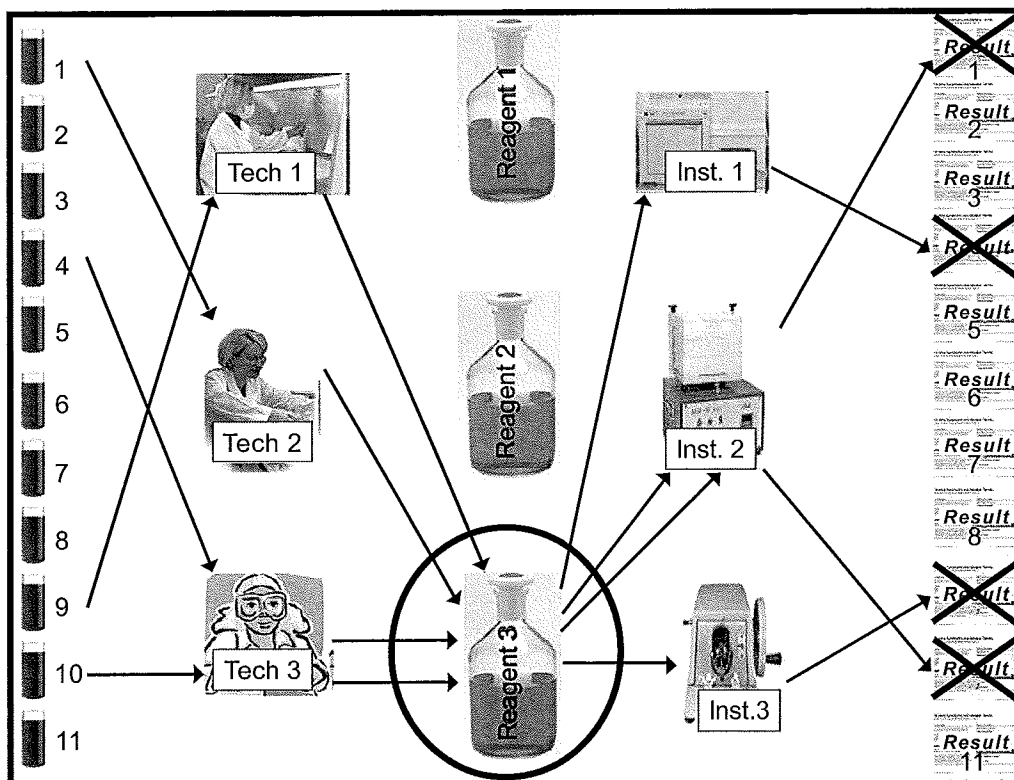 1
2
3
4
5
6
7
8
9
10
11
Tech 1
Tech 2
Tech 3
Reagent 1
Reagent 2
Reagent 3
Inst. 1
Inst. 2
Inst.3
Result
1
Result
2
Result
3
Result
Result
5
Result
6
Result
7
Result
8
Result
Result
Result
11